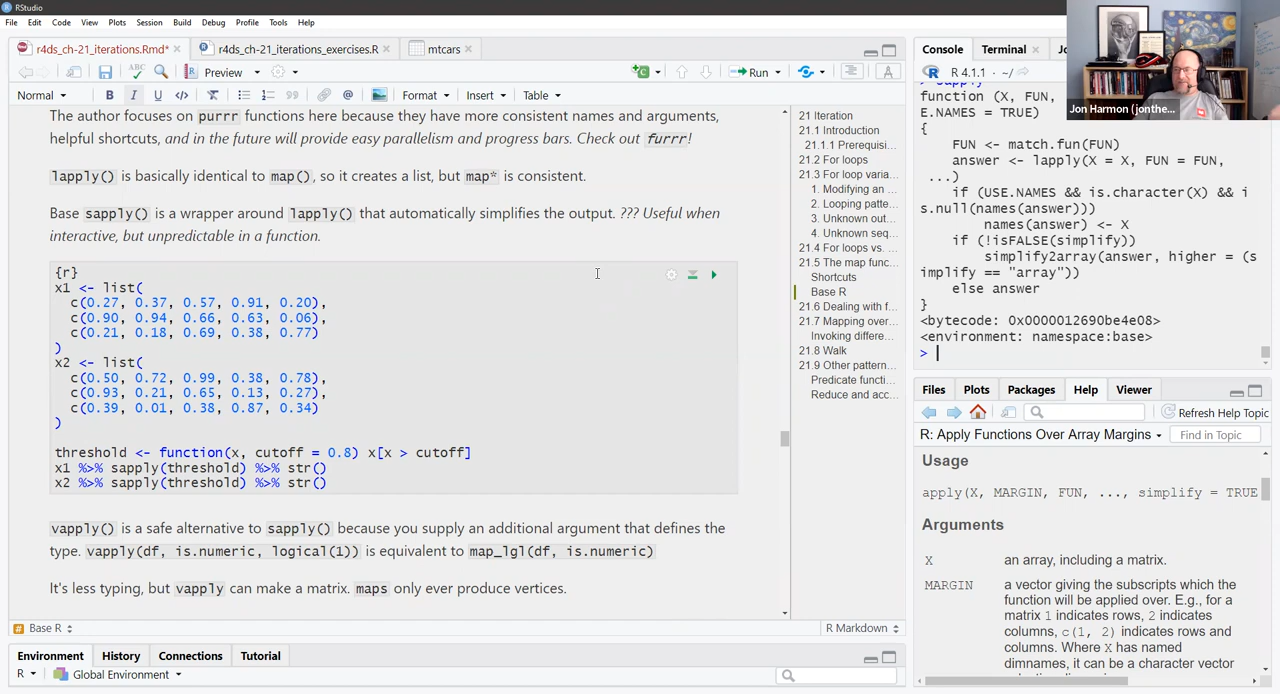 RStudio
File Edit Code View Plots Session Build Debug Profile Tools Help
r4ds_ch-21_iterations.Rmd* r4ds_ch-21_iterations_exercises.R mtcars
ABC Preview Run
Normal B I U </> Format Insert Table
The author focuses on purrr functions here because they have more consistent names and arguments,
helpful shortcuts, and in the future will provide easy parallelism and progress bars. Check out furrr!
lapply() is basically identical to map(), so it creates a list, but map* is consistent.
Base sapply() is a wrapper around lapply() that automatically simplifies the output. ??? Useful when
interactive, but unpredictable in a function.
{r}
x1 <- list(
c(0.27, 0.37, 0.57, 0.91, 0.20),
c(0.90, 0.94, 0.66, 0.63, 0.06),
c(0.21, 0.18, 0.69, 0.38, 0.77)
)
x2 <- list(
c(0.50, 0.72, 0.99, 0.38, 0.78),
c(0.93, 0.21, 0.65, 0.13, 0.27),
c(0.39, 0.01, 0.38, 0.87, 0.34)
)
threshold <- function(x, cutoff = 0.8) x[x > cutoff]
x1 %>% sapply(threshold) %>% str()
x2 %>% sapply(threshold) %>% str()
vapply() is a safe alternative to sapply() because you supply an additional argument that defines the
type. vapply(df, is.numeric, logical(1)) is equivalent to map_lgl(df, is.numeric)
It's less typing, but vapply can make a matrix. maps only ever produce vertices.
21 Iteration
21.1 Introduction
21.1.1 Prerequisi...
21.2 For loops
21.3 For loop varia...
1. Modifying an ...
2. Looping patte...
3. Unknown out...
4. Unknown seq...
21.4 For loops vs. ...
21.5 The map func...
Shortcuts
Base R
21.6 Dealing with f...
21.7 Mapping over...
Invoking differe...
21.8 Walk
21.9 Other pattern...
Predicate functi...
Reduce and acc...
# Base R R Markdown
Environment History Connections Tutorial
R Global Environment
Console Terminal
R 4.1.1 · ~/
function (X, FUN,
E.NAMES = TRUE)
{
FUN <- match.fun(FUN)
answer <- lapply(X = X, FUN = FUN,
...)
if (USE.NAMES && is.character(X) && i
s.null(names(answer)))
names(answer) <- X
if (!isFALSE(simplify))
simplify2array(answer, higher = (s
implify == "array"))
else answer
}
<bytecode: 0x0000012690be4e08>
<environment: namespace:base>
>
Jon Harmon (jonthe...
Files Plots Packages Help Viewer
Refresh Help Topic
R: Apply Functions Over Array Margins Find in Topic
Usage
apply(X, MARGIN, FUN, ..., simplify = TRUE
Arguments
X an array, including a matrix.
MARGIN a vector giving the subscripts which the
function will be applied over. E.g., for a
matrix 1 indicates rows, 2 indicates
columns, c(1, 2) indicates rows and
columns. Where X has named
dimnames, it can be a character vector